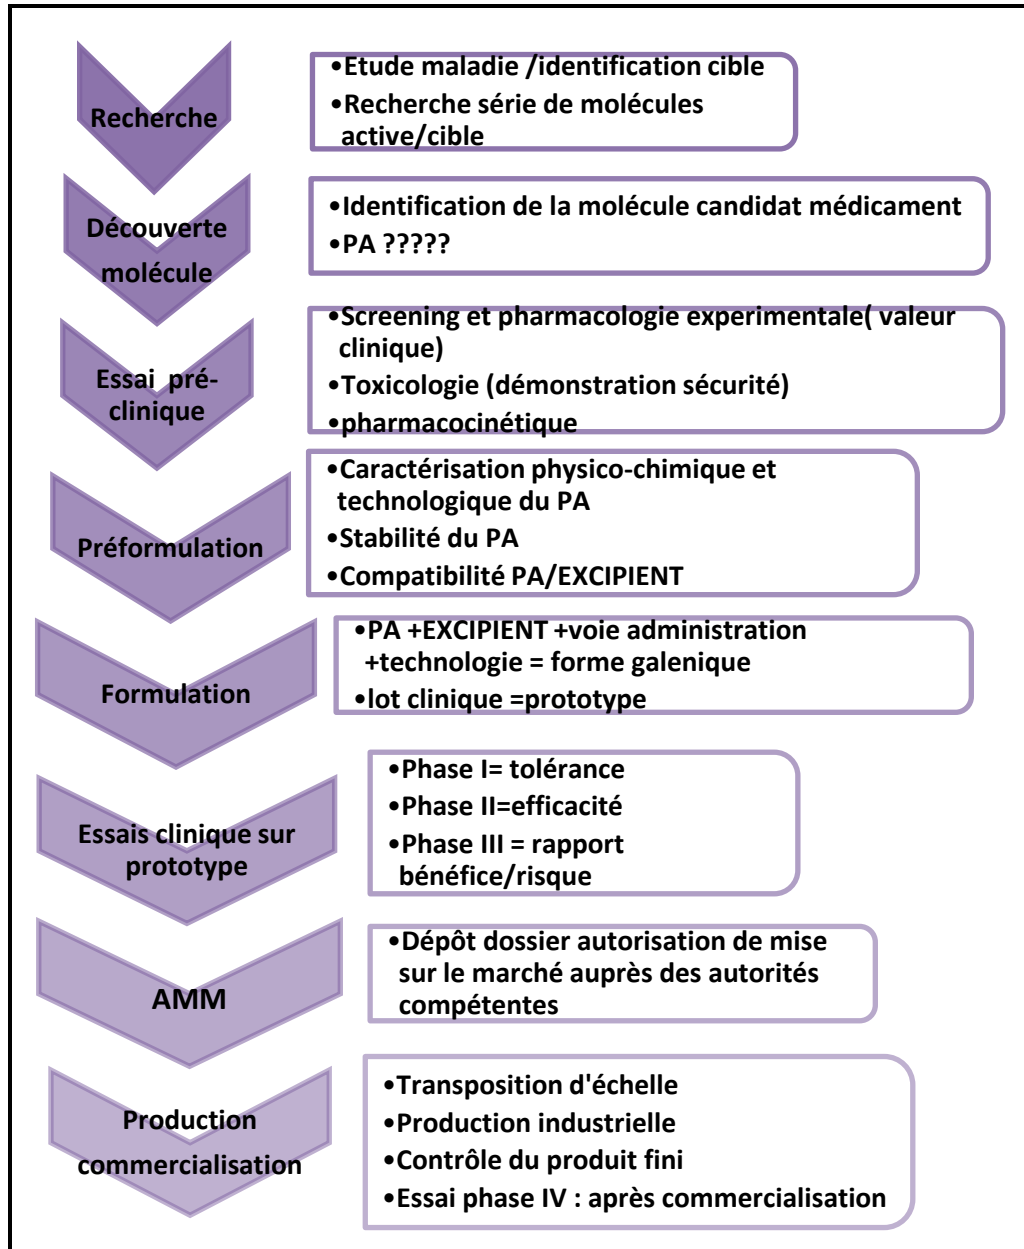 Recherche
•Etude maladie /identification cible
•Recherche série de molécules
active/cible
Découverte
molécule
•Identification de la molécule candidat médicament
•PA ?????
Essai pré-
clinique
•Screening et pharmacologie experimentale( valeur
clinique)
•Toxicologie (démonstration sécurité)
•pharmacocinétique
Préformulation
•Caractérisation physico-chimique et
technologique du PA
•Stabilité du PA
•Compatibilité PA/EXCIPIENT
Formulation
•PA +EXCIPIENT +voie administration
+technologie = forme galenique
•lot clinique =prototype
Essais clinique sur
prototype
•Phase I= tolérance
•Phase II=efficacité
•Phase III = rapport
bénéfice/risque
AMM
•Dépôt dossier autorisation de mise
sur le marché auprès des autorités
compétentes
Production
commercialisation
•Transposition d'échelle
•Production industrielle
•Contrôle du produit fini
•Essai phase IV : après commercialisation